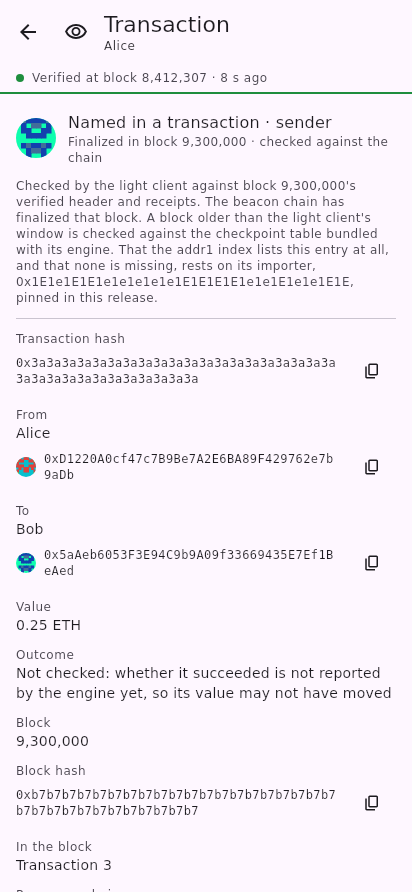 Transaction
Alice
Verified at block 8,412,307 · 8 s ago
Named in a transaction · sender
Finalized in block 9,300,000 · checked against the
chain
Checked by the light client against block 9,300,000's
verified header and receipts. The beacon chain has
finalized that block. A block older than the light client's
window is checked against the checkpoint table bundled
with its engine. That the addr1 index lists this entry at all,
and that none is missing, rests on its importer,
0x1E1e1E1E1e1e1e1e1e1E1E1E1E1e1e1E1e1e1E1E,
pinned in this release.
Transaction hash
0x3a3a3a3a3a3a3a3a3a3a3a3a3a3a3a3a3a3a3a3a
3a3a3a3a3a3a3a3a3a3a3a3a
From
Alice
0xD1220A0cf47c7B9Be7A2E6BA89F429762e7b
9aDb
To
Bob
0x5aAeb6053F3E94C9b9A09f33669435E7Ef1B
eAed
Value
0.25 ETH
Outcome
Not checked: whether it succeeded is not reported
by the engine yet, so its value may not have moved
Block
9,300,000
Block hash
0xb7b7b7b7b7b7b7b7b7b7b7b7b7b7b7b7b7b7b7b7
b7b7b7b7b7b7b7b7b7b7b7b7
In the block
Transaction 3